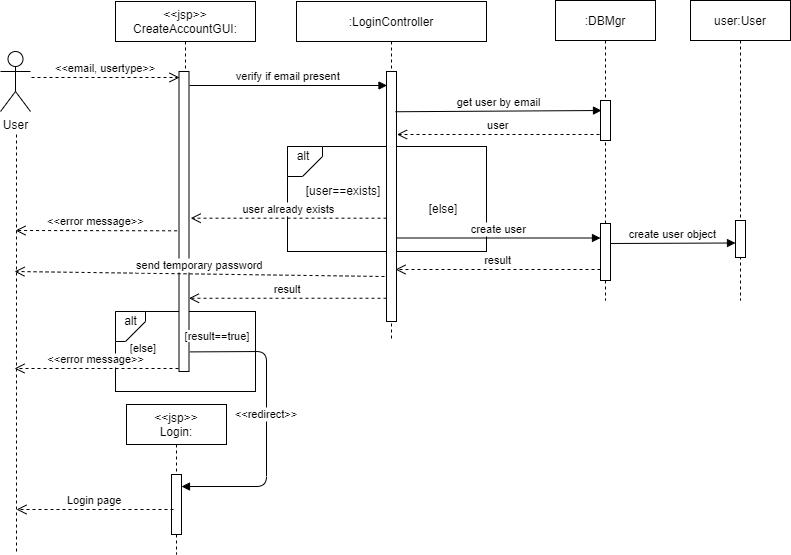 <<jsp>>
CreateAccountGUI:
:LoginController
:DBMgr
user:User
<<email, usertype>>
verify if email present
get user by email
User
user
alt
[user==exists]
user already exists
[else]
<<error message>>
create user
create user object
send temporary password
result
result
alt
[result==true]
[else]
<<error message>>
<<jsp>>
Login:
<<redirect>>
Login page